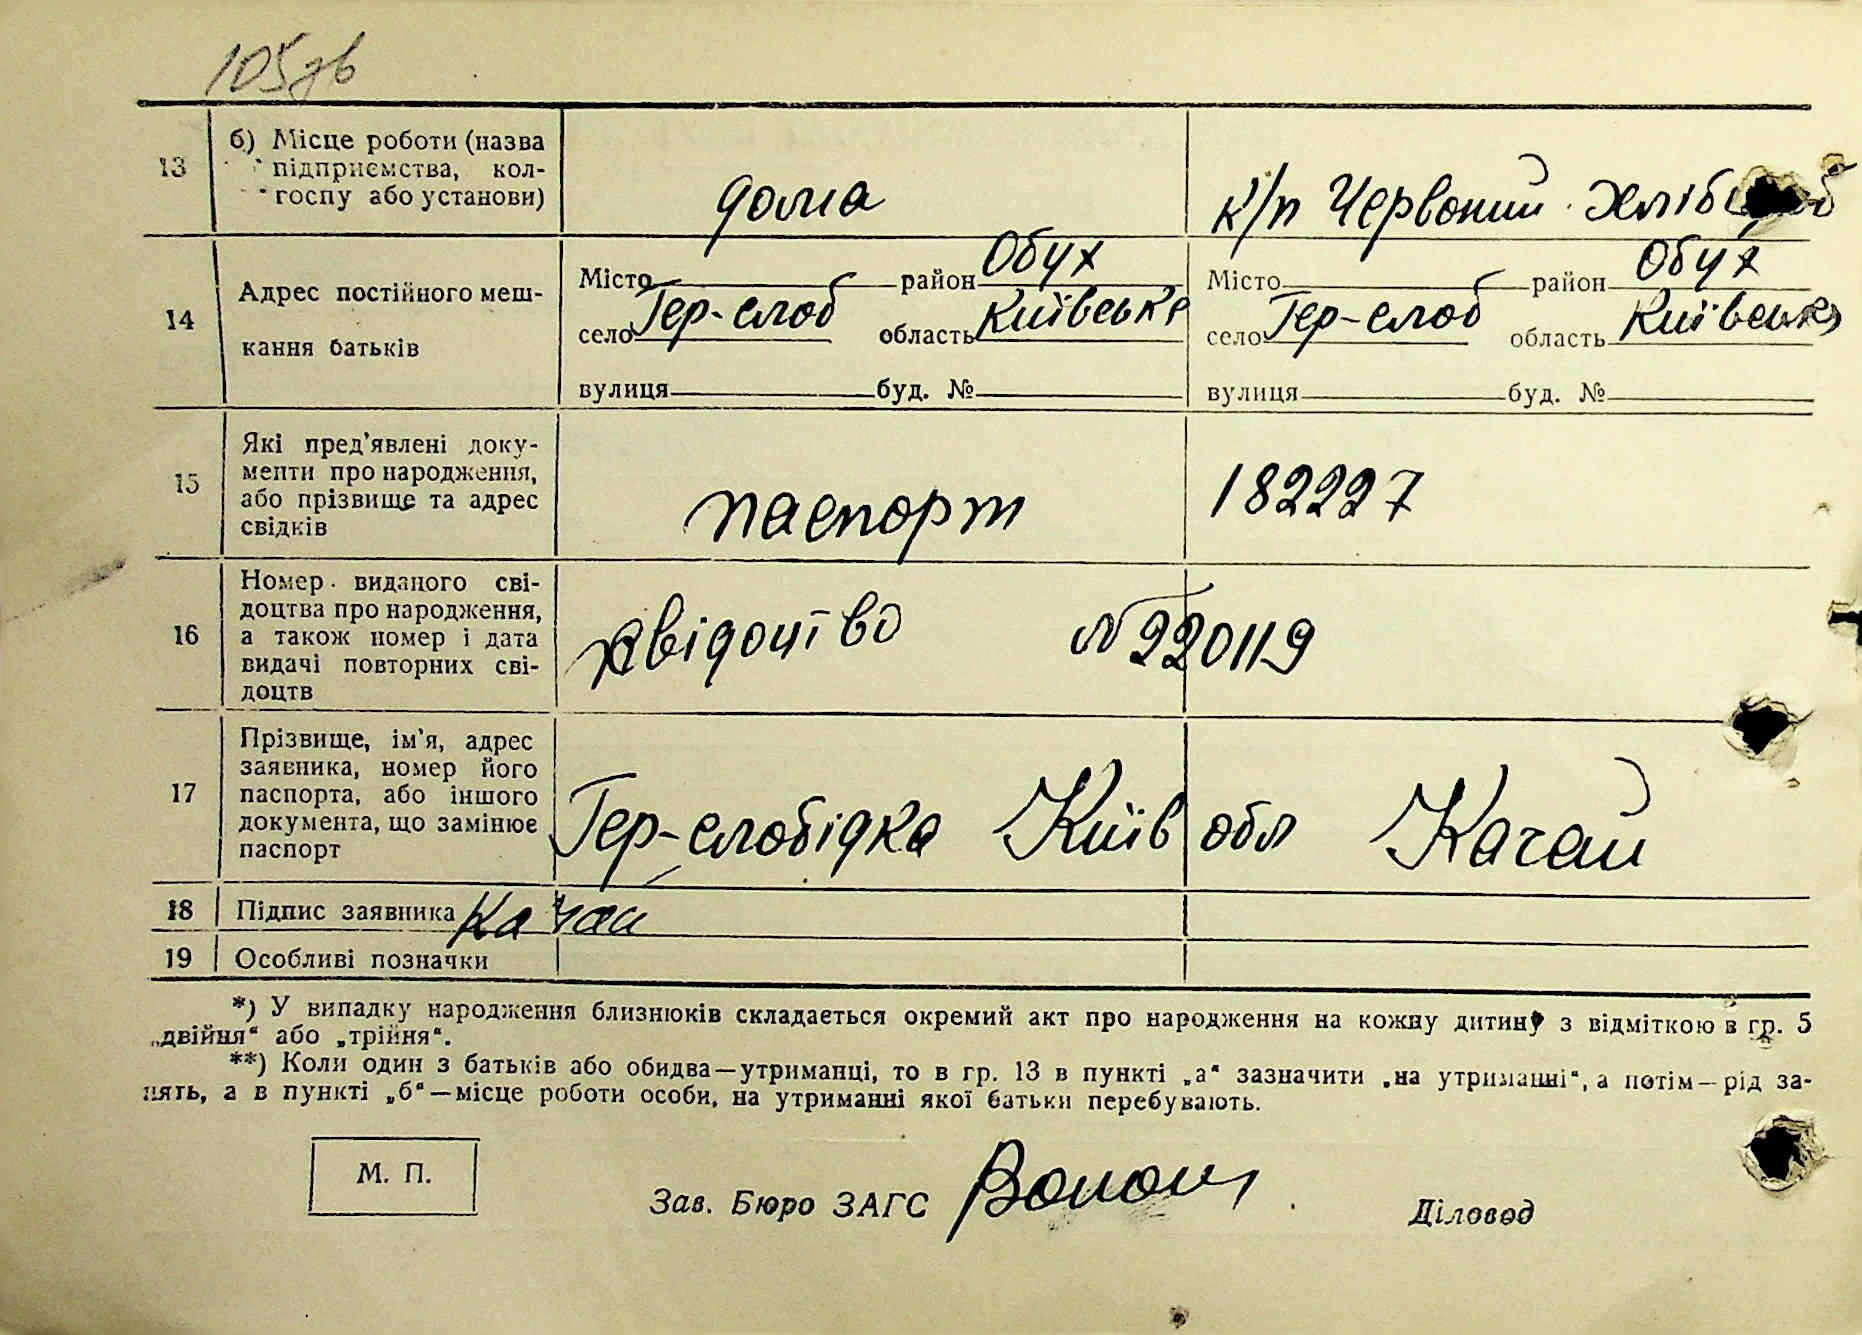 105зв
13 б) Місце роботи (назва
підприємства, кол-
госпу або установи)
дома
к/п Червоний хлібороб
14 Адрес постійного меш-
кання батьків
Місто район Обух
село Гер-слоб область Київське
вулиця буд. №
Місто район Обух
село Гер-слоб область Київське
вулиця буд. №
15 Які пред'явлені доку-
менти про народження,
або прізвище та адрес
свідків
паспорт 182227
16 Номер виданого сві-
доцтва про народження,
а також номер і дата
видачі повторних сві-
доцтв
свідоцтво № 220119
17 Прізвище, ім'я, адрес
заявника, номер його
паспорта, або іншого
документа, що замінює
паспорт
Гер-слобідка Київ обл Качай
18 Підпис заявника Качай
19 Особливі позначки
*) У випадку народження близнюків складається окремий акт про народження на кожну дитину з відміткою в гр. 5
„двійня“ або „трійня“.
**) Коли один з батьків або обидва—утриманці, то в гр. 13 в пункті „а“ зазначити „на утриманні“, а потім—рід за-
нять, а в пункті „б“—місце роботи особи, на утриманні якої батьки перебувають.
М. П.
Зав. Бюро ЗАГС
Діловод